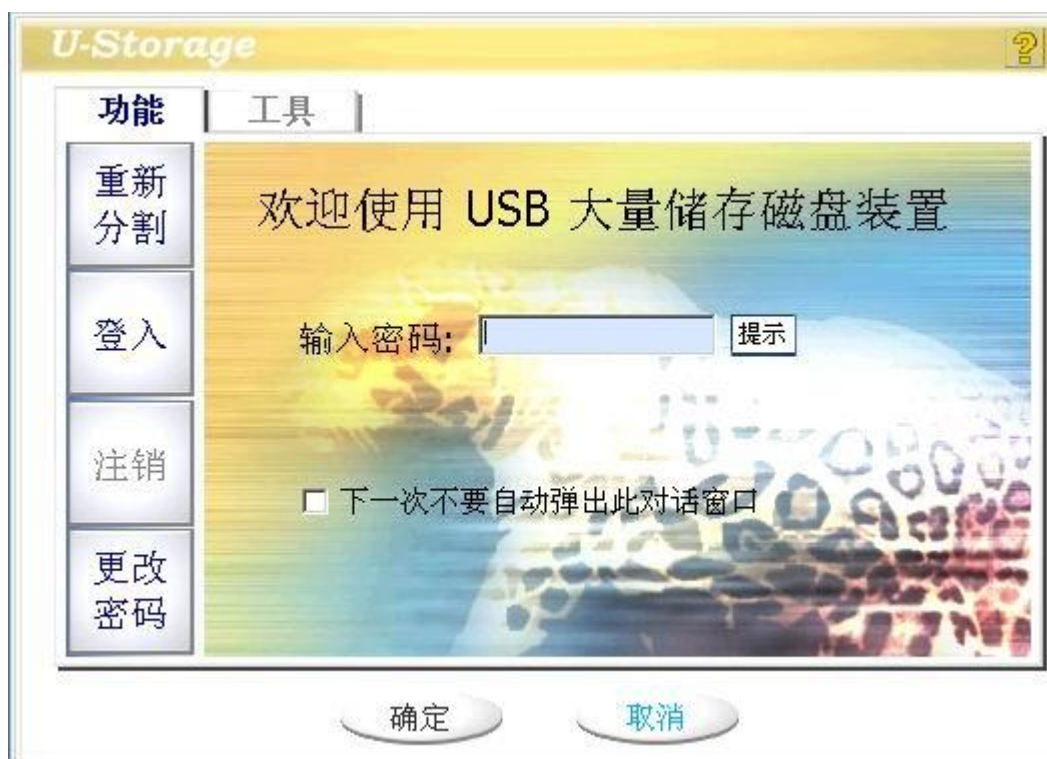 U-Storage
?
功能
工具
重新
分割
欢迎使用 USB 大量储存磁盘装置
登入
输入密码:
提示
注销
下一次不要自动弹出此对话窗口
更改
密码
确定
取消